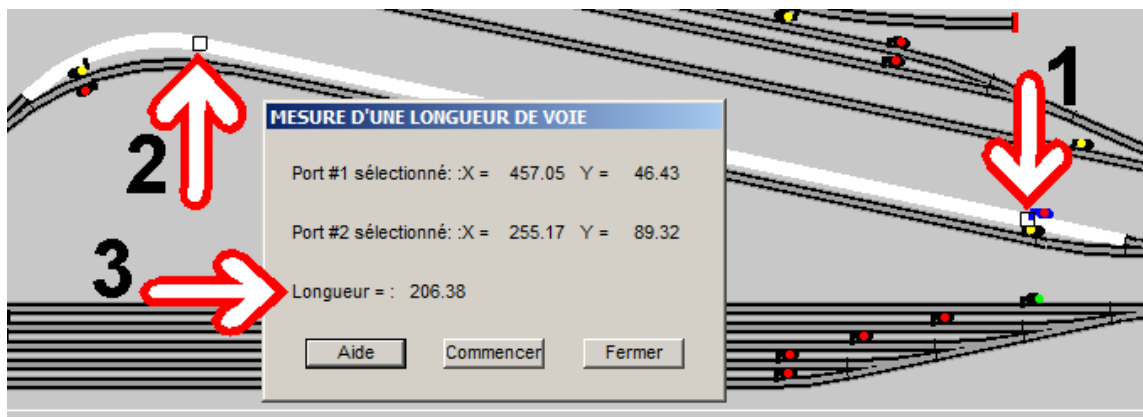 1
2
MESURE D'UNE LONGUEUR DE VOIE
Port #1 sélectionné: :X = 457.05 Y = 46.43
Port #2 sélectionné: :X = 255.17 Y = 89.32
3
Longueur = : 206.38
Aide Commencer Fermer